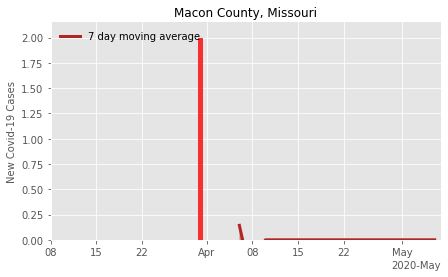 Macon County, Missouri
7 day moving average
New Covid-19 Cases
2.00
1.75
1.50
1.25
1.00
0.75
0.50
0.25
0.00
08 15 22 Apr 08 15 22 May
2020-May